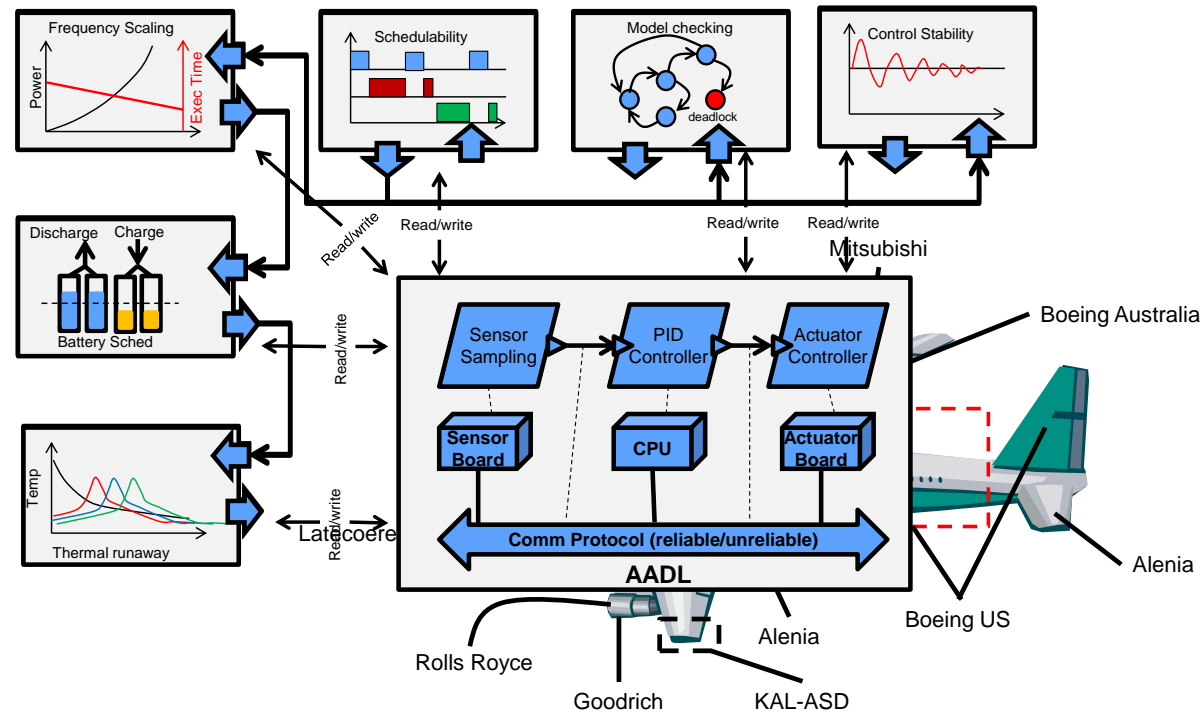 Frequency Scaling
Power
Exec Time
Schedulability
Model checking
deadlock
Control Stability
Read/write
Read/write
Read/write
Read/write
Mitsubishi
Discharge
Charge
Battery Sched
Read/write
Boeing Australia
Sensor
Sampling
PID
Controller
Actuator
Controller
Sensor
Board
CPU
Actuator
Board
Temp
Thermal runaway
Read/write
Latecoere
Comm Protocol (reliable/unreliable)
AADL
Alenia
Boeing US
Alenia
Rolls Royce
Goodrich
KAL-ASD